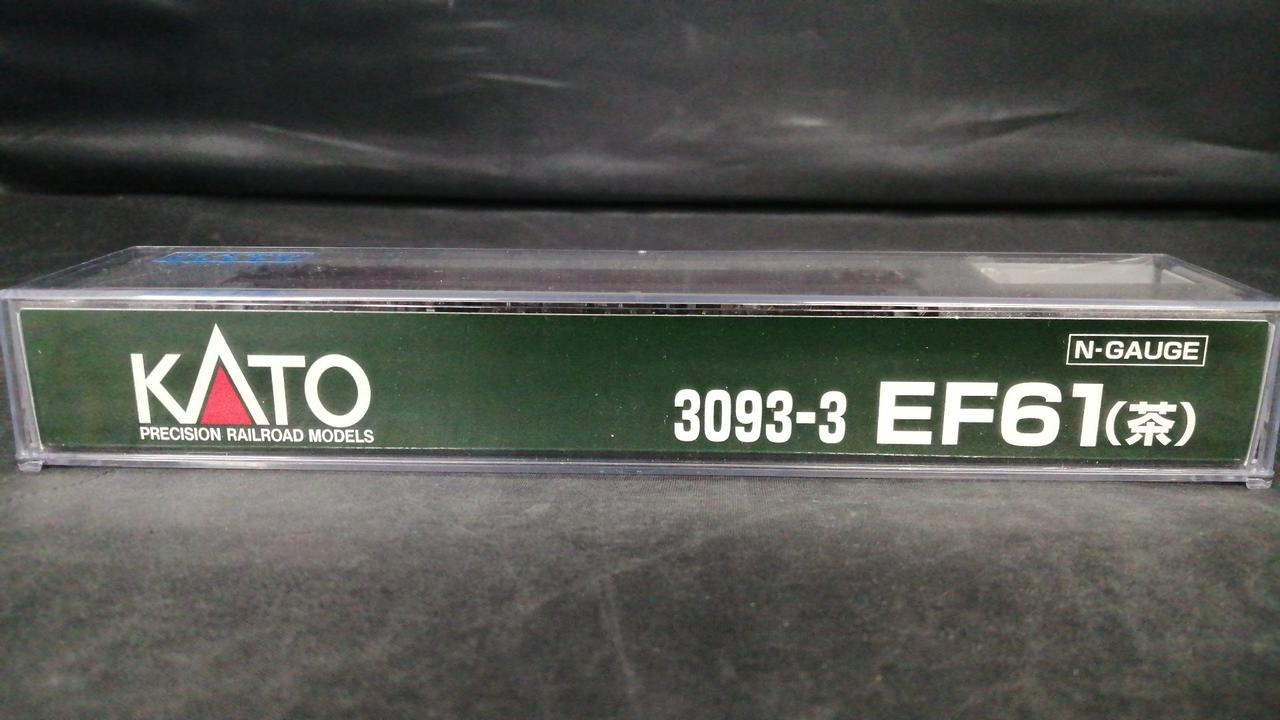 KATO
PRECISION RAILROAD MODELS
N-GAUGE
3093-3 EF61(茶)